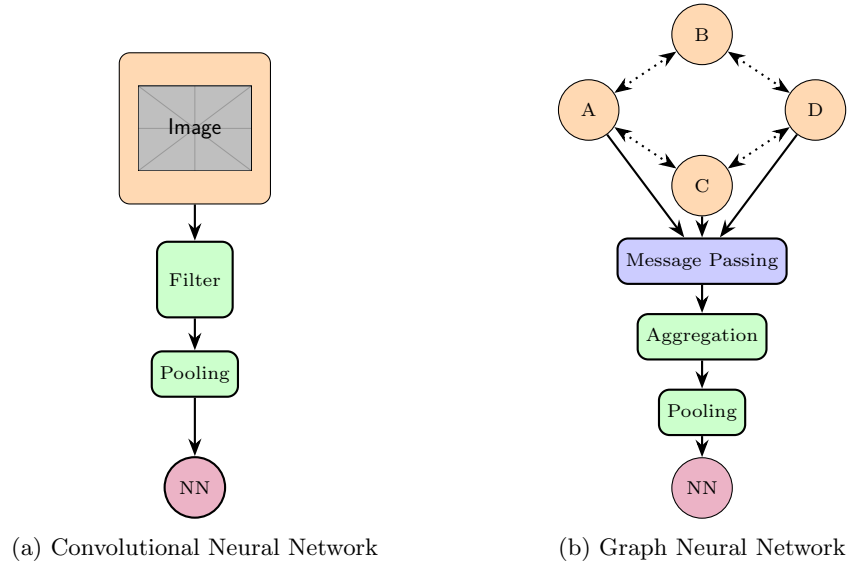 Image
Filter
Pooling
NN
(a) Convolutional Neural Network
B
A
D
C
Message Passing
Aggregation
Pooling
NN
(b) Graph Neural Network